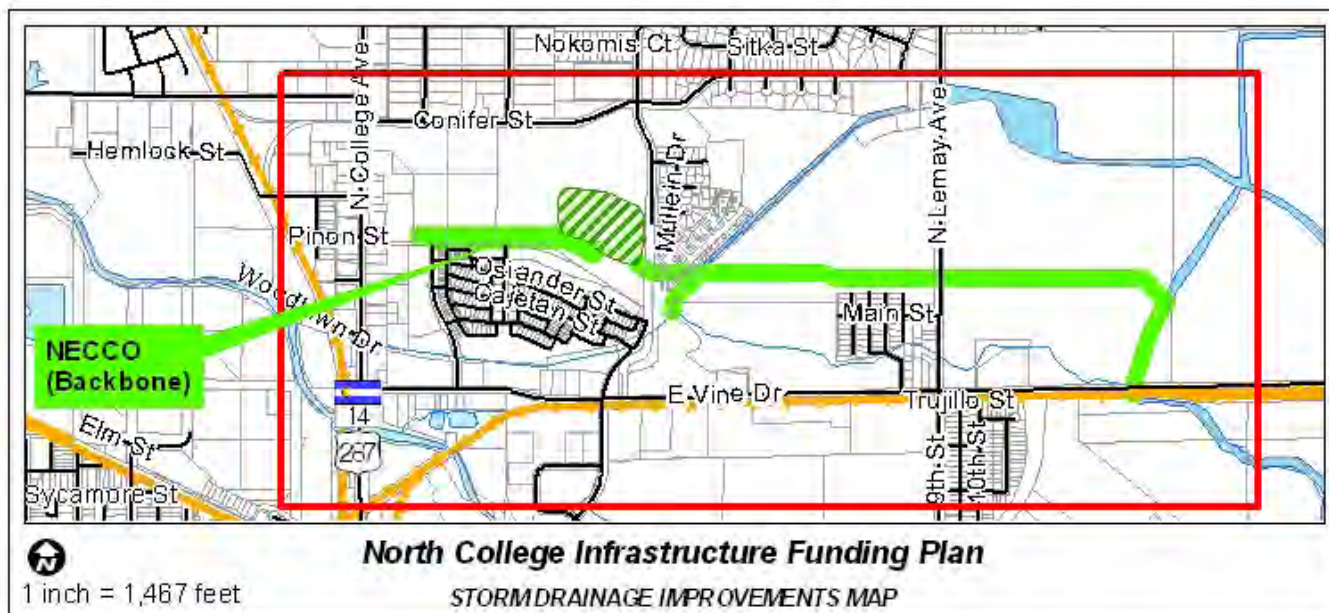 Nokomis Ct
Sitka St
N College Ave
Conifer St
N Lemay Ave
Hemlock St
Mullein Dr
Pinon St
Osiander St
Cajetan St
Woodlawn Dr
Main St
NECCO
(Backbone)
E Vine Dr
Trujillo St
14
287
Elm St
9th St
10th St
Sycamore St
N
North College Infrastructure Funding Plan
1 inch = 1,467 feet
STORM DRAINAGE IMPROVEMENTS MAP